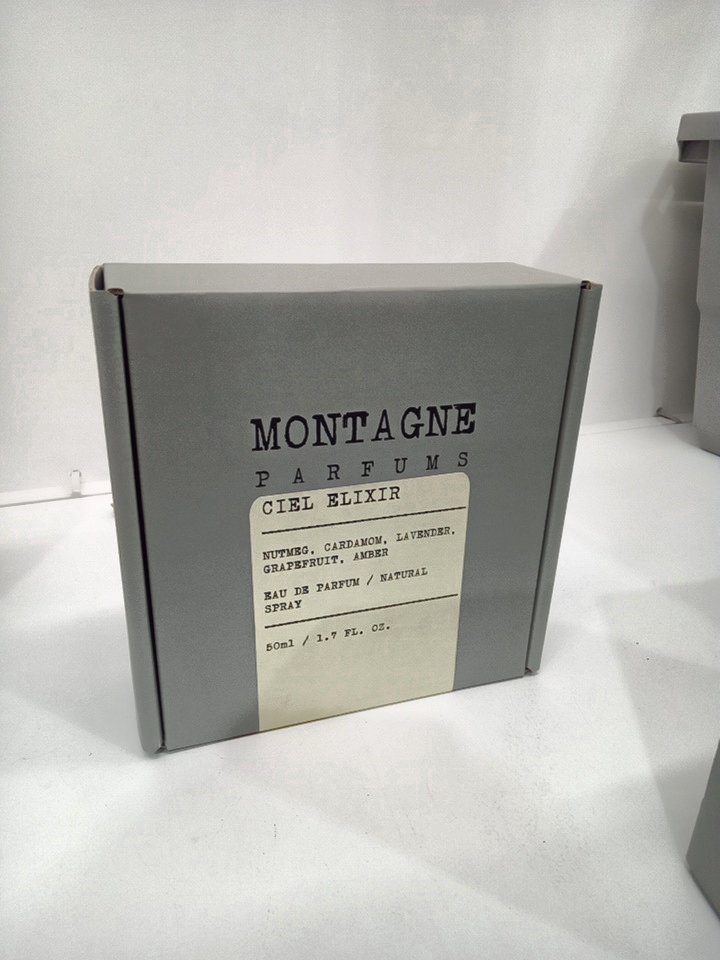 MONTAGNE
PARFUMS
CIEL ELIXIR
NUTMEG, CARDAMOM, LAVENDER,
GRAPEFRUIT, AMBER
EAU DE PARFUM / NATURAL
SPRAY
50ml / 1.7 FL. OZ.